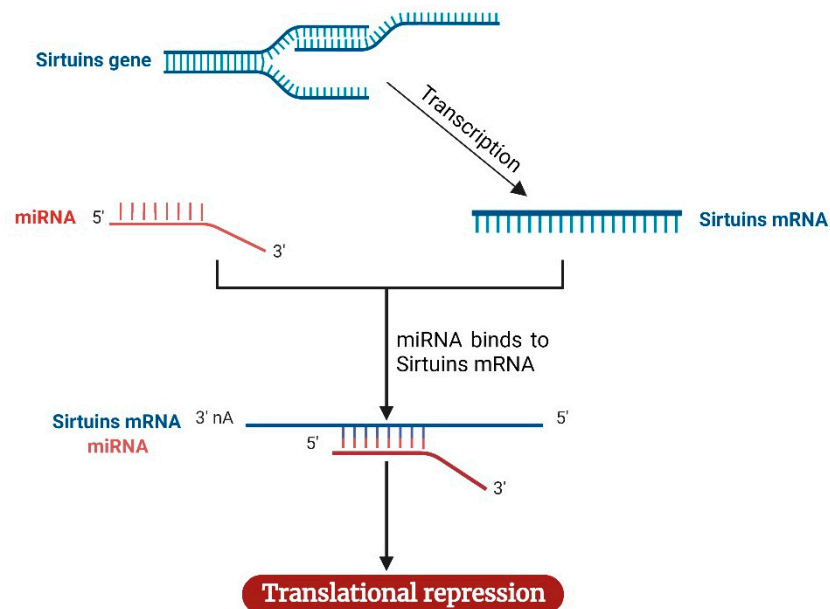 Sirtuins gene
Transcription
miRNA 5'
3'
Sirtuins mRNA
miRNA binds to
Sirtuins mRNA
Sirtuins mRNA 3' nA 5'
miRNA 5'
3'
Translational repression